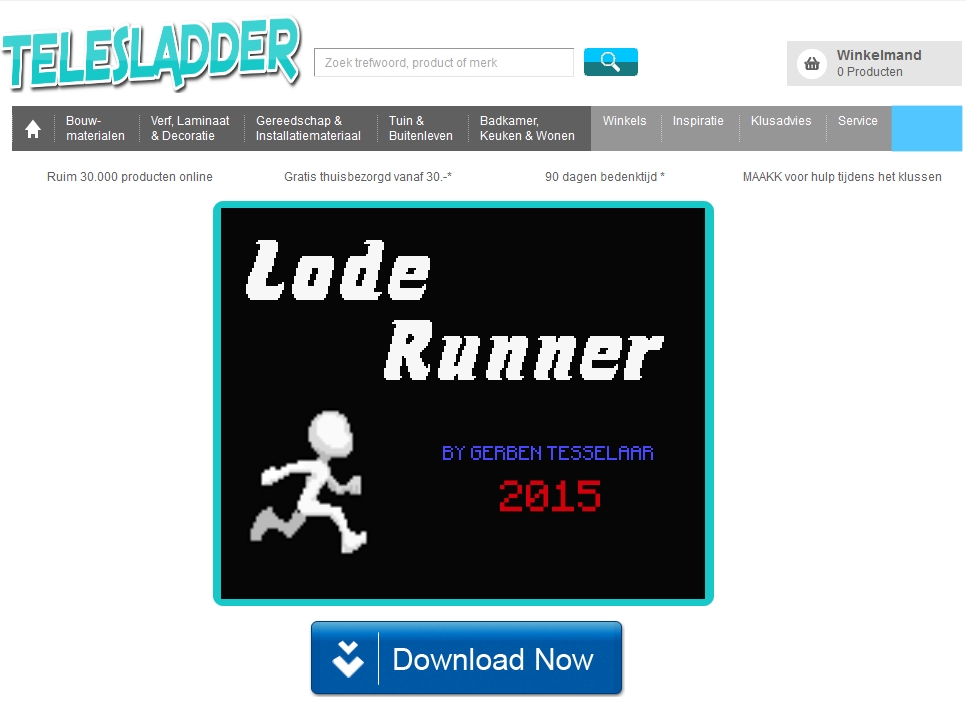 TELESLADDER
Zoek trefwoord, product of merk
Winkelmand
0 Producten
Bouw-
materialen
Verf, Laminaat
& Decoratie
Gereedschap &
Installatiemateriaal
Tuin &
Buitenleven
Badkamer,
Keuken & Wonen
Winkels
Inspiratie
Klusadvies
Service
Ruim 30.000 producten online
Gratis thuisbezorgd vanaf 30.-*
90 dagen bedenktijd *
MAAKK voor hulp tijdens het klussen
Lode
Runner
BY GERBEN TESSELAAR
2015
Download Now